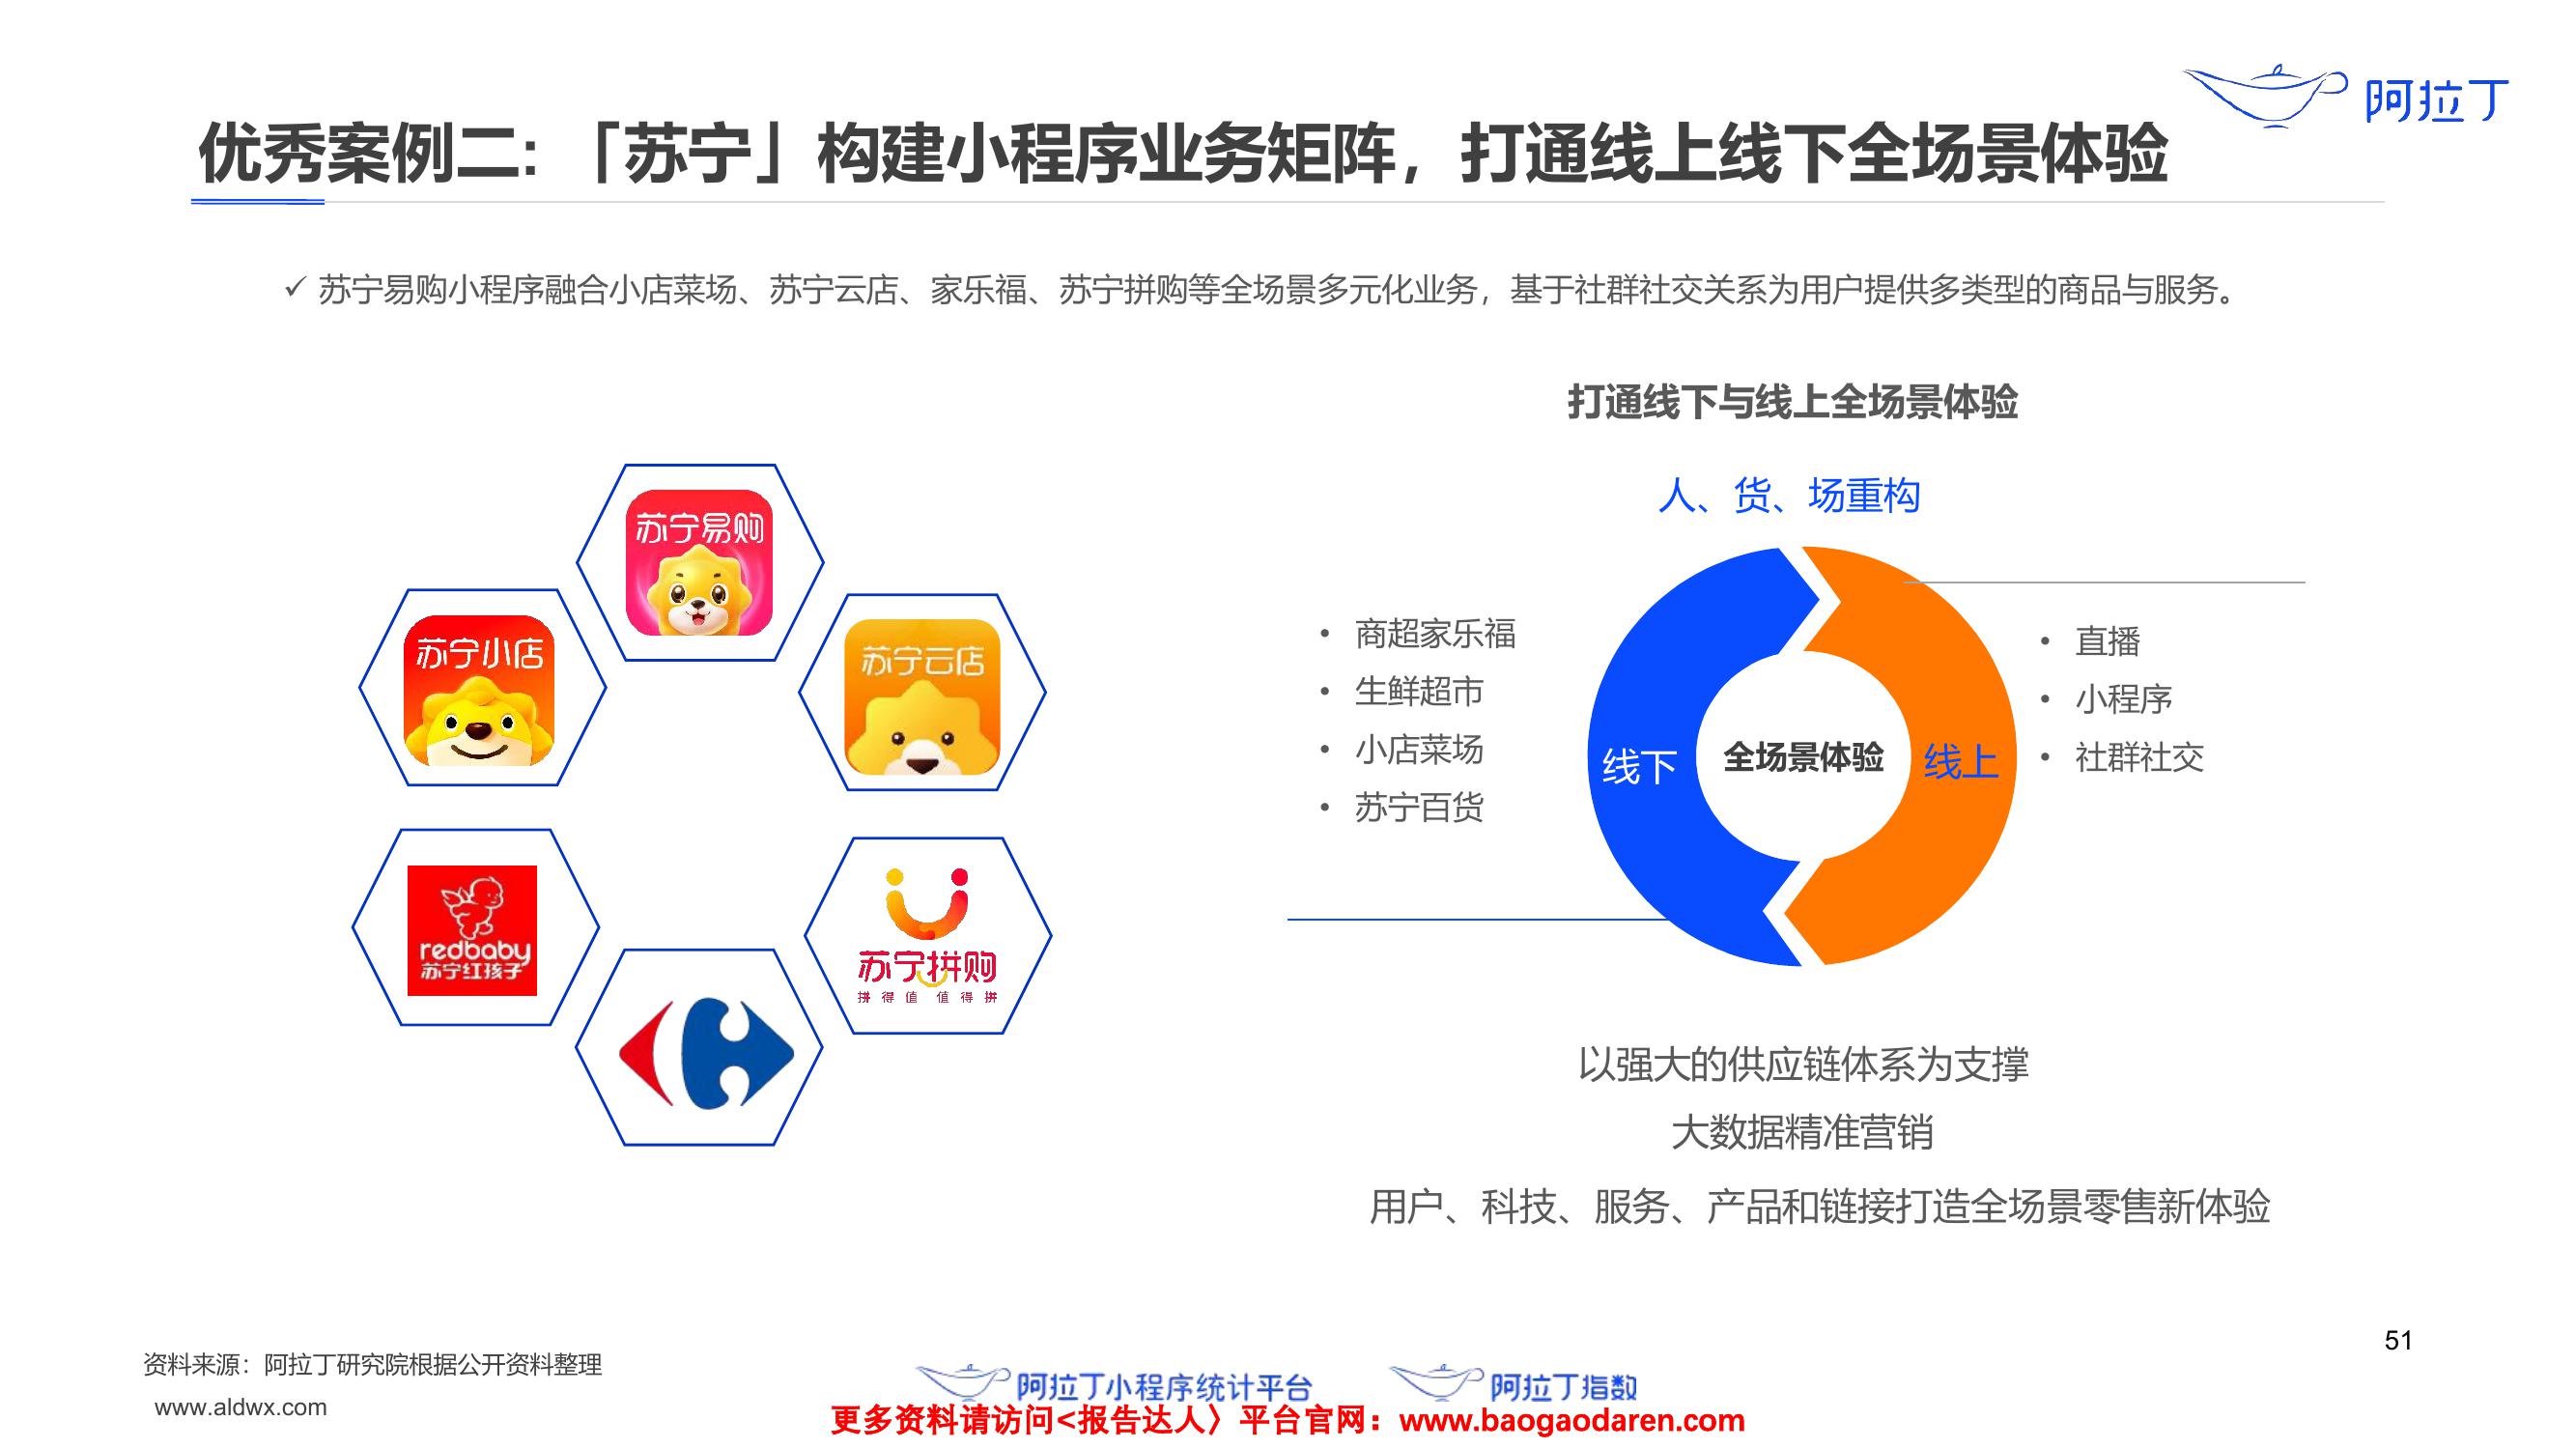 阿拉丁
优秀案例二:「苏宁」构建小程序业务矩阵，打通线上线下全场景体验
✓ 苏宁易购小程序融合小店菜场、苏宁云店、家乐福、苏宁拼购等全场景多元化业务，基于社群社交关系为用户提供多类型的商品与服务。
苏宁易购
苏宁小店
苏宁云店
redbaby
苏宁红孩子
苏宁拼购
拼得值 值得拼
打通线下与线上全场景体验
人、货、场重构
• 商超家乐福
• 生鲜超市
• 小店菜场
• 苏宁百货
线下
全场景体验
线上
• 直播
• 小程序
• 社群社交
以强大的供应链体系为支撑
大数据精准营销
用户、科技、服务、产品和链接打造全场景零售新体验
51
资料来源：阿拉丁研究院根据公开资料整理
www.aldwx.com
阿拉丁小程序统计平台
阿拉丁指数
更多资料请访问<报告达人〉平台官网：www.baogaodaren.com